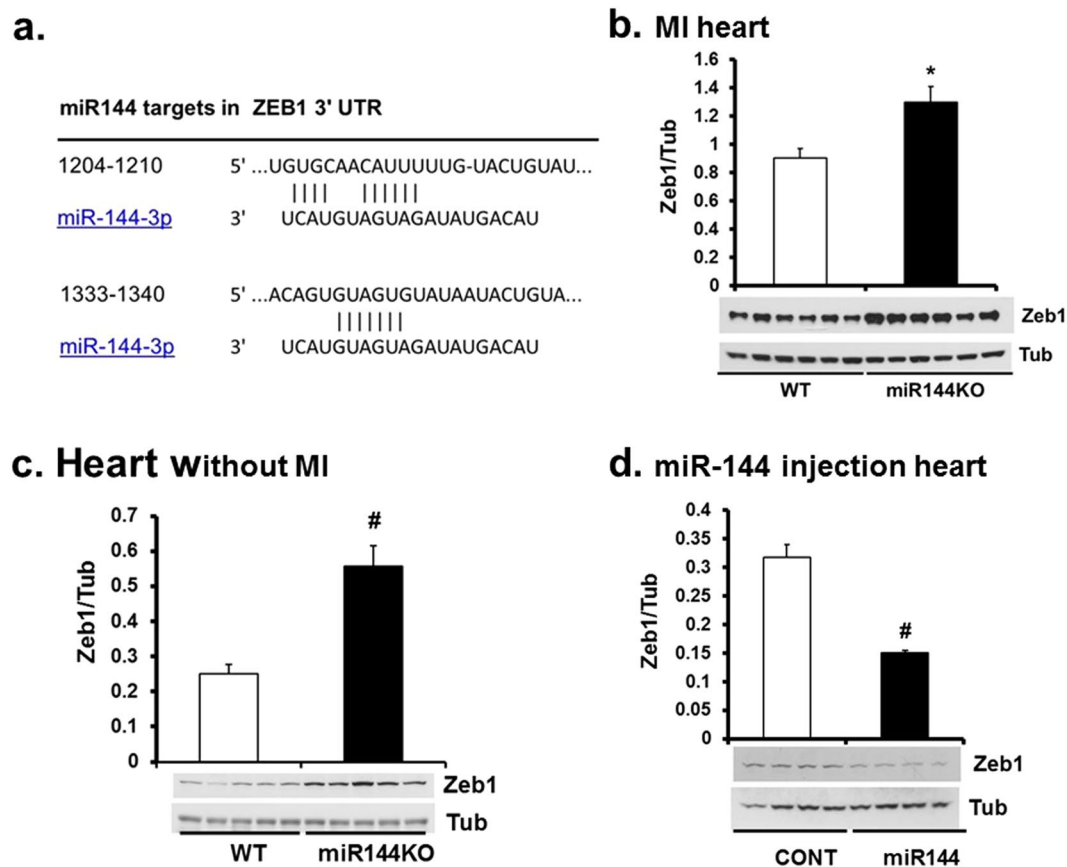 a.
miR144 targets in ZEB1 3' UTR
1204-1210 5' ...UGUGCAACAUUUUUG-UACUGUAU...
|||| ||||||
miR-144-3p 3' UCAUGUAGUAGAUAUGACAU
1333-1340 5' ...ACAGUGUAGUGUAUAAUACUGUA...
|||||||
miR-144-3p 3' UCAUGUAGUAGAUAUGACAU
b. MI heart
Zeb1/Tub
1.6
1.4
1.2
1
0.8
0.6
0.4
0.2
0
*
Zeb1
Tub
WT miR144KO
c. Heart without MI
Zeb1/Tub
0.7
0.6
0.5
0.4
0.3
0.2
0.1
0
#
Zeb1
Tub
WT miR144KO
d. miR-144 injection heart
Zeb1/Tub
0.4
0.35
0.3
0.25
0.2
0.15
0.1
0.05
0
#
Zeb1
Tub
CONT miR144